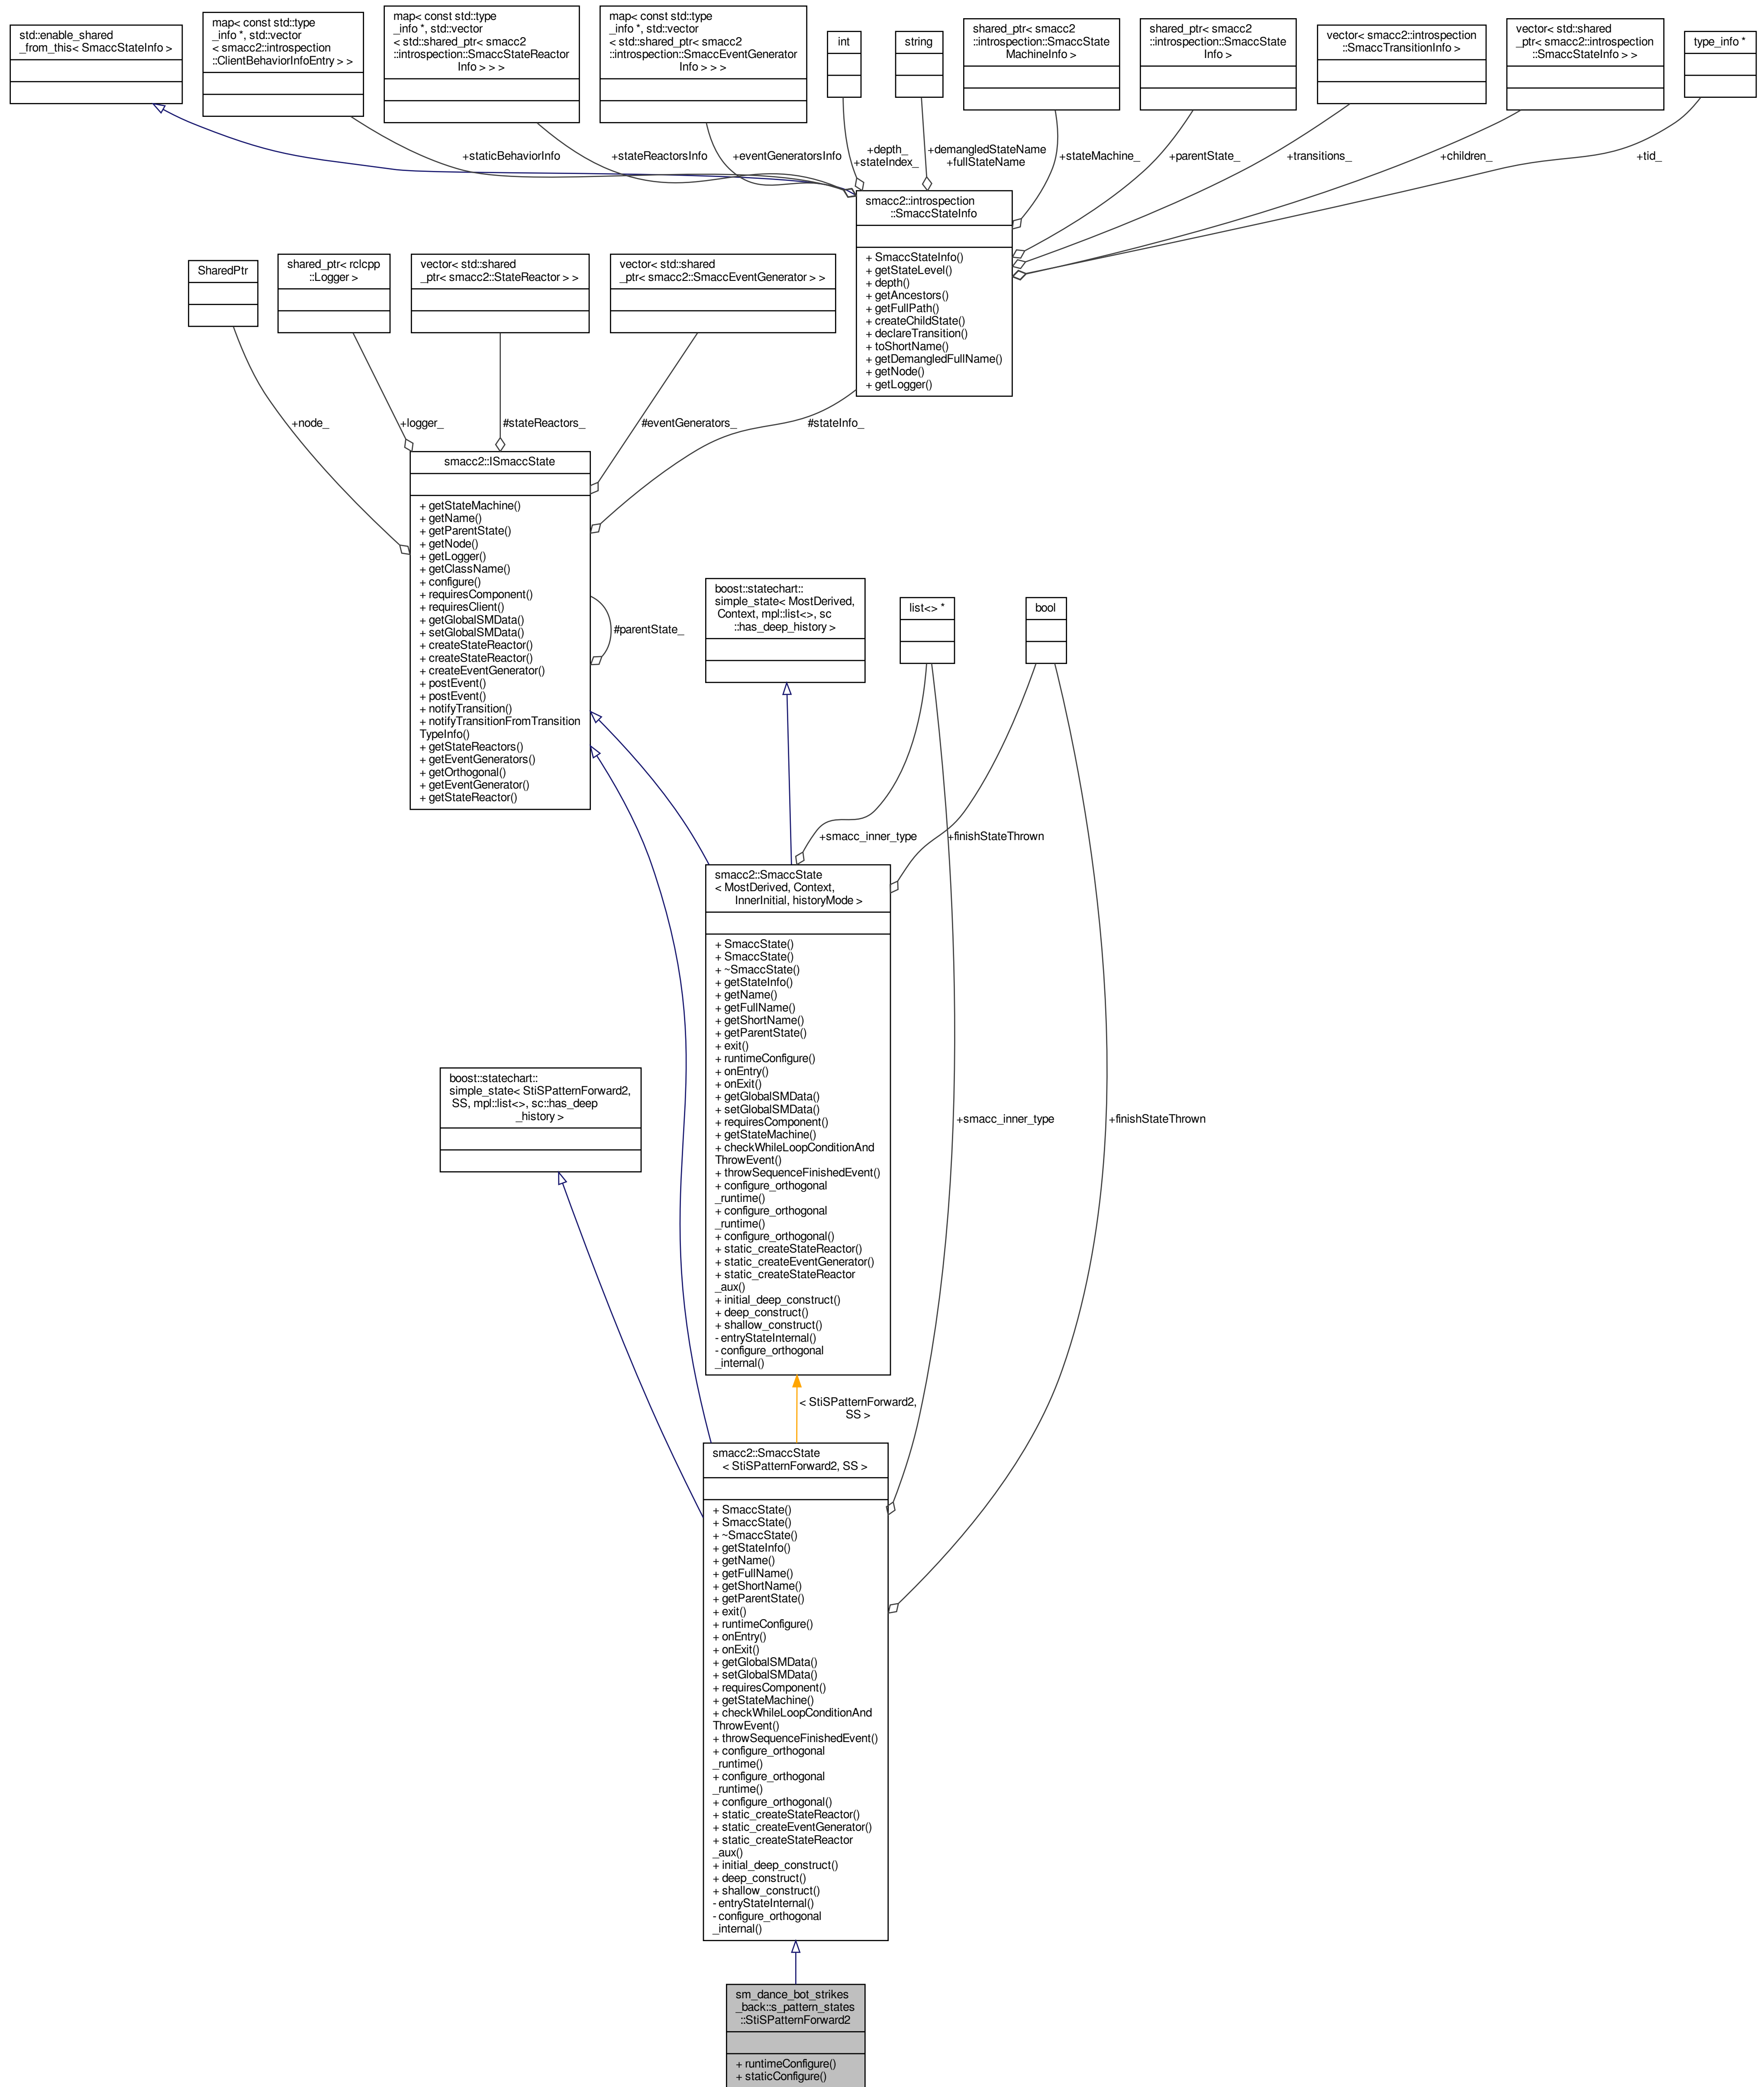 std::enable_shared
_from_this< SmaccStateInfo >
map< const std::type
_info *, std::vector
< smacc2::introspection
::ClientBehaviorInfoEntry > >
map< const std::type
_info *, std::vector
< std::shared_ptr< smacc2
::introspection::SmaccStateReactor
Info > > >
map< const std::type
_info *, std::vector
< std::shared_ptr< smacc2
::introspection::SmaccEventGenerator
Info > > >
int
string
shared_ptr< smacc2
::introspection::SmaccState
MachineInfo >
shared_ptr< smacc2
::introspection::SmaccState
Info >
vector< smacc2::introspection
::SmaccTransitionInfo >
vector< std::shared
_ptr< smacc2::introspection
::SmaccStateInfo > >
type_info *
+staticBehaviorInfo
+stateReactorsInfo
+eventGeneratorsInfo
+depth_
+stateIndex_
+demangledStateName
+fullStateName
+stateMachine_
+parentState_
+transitions_
+children_
+tid_
smacc2::introspection
::SmaccStateInfo
+ SmaccStateInfo()
+ getStateLevel()
+ depth()
+ getAncestors()
+ getFullPath()
+ createChildState()
+ declareTransition()
+ toShortName()
+ getDemangledFullName()
+ getNode()
+ getLogger()
SharedPtr
shared_ptr< rclcpp
::Logger >
vector< std::shared
_ptr< smacc2::StateReactor > >
vector< std::shared
_ptr< smacc2::SmaccEventGenerator > >
+node_
+logger_
#stateReactors_
#eventGenerators_
#stateInfo_
smacc2::ISmaccState
+ getStateMachine()
+ getName()
+ getParentState()
+ getNode()
+ getLogger()
+ getClassName()
+ configure()
+ requiresComponent()
+ requiresClient()
+ getGlobalSMData()
+ setGlobalSMData()
+ createStateReactor()
+ createStateReactor()
+ createEventGenerator()
+ postEvent()
+ postEvent()
+ notifyTransition()
+ notifyTransitionFromTransition
TypeInfo()
+ getStateReactors()
+ getEventGenerators()
+ getOrthogonal()
+ getEventGenerator()
+ getStateReactor()
#parentState_
boost::statechart::
simple_state< MostDerived,
Context, mpl::list<>, sc
::has_deep_history >
list<> *
bool
+smacc_inner_type
+finishStateThrown
smacc2::SmaccState
< MostDerived, Context,
InnerInitial, historyMode >
+ SmaccState()
+ SmaccState()
+ ~SmaccState()
+ getStateInfo()
+ getName()
+ getFullName()
+ getShortName()
+ getParentState()
+ exit()
+ runtimeConfigure()
+ onEntry()
+ onExit()
+ getGlobalSMData()
+ setGlobalSMData()
+ requiresComponent()
+ getStateMachine()
+ checkWhileLoopConditionAnd
ThrowEvent()
+ throwSequenceFinishedEvent()
+ configure_orthogonal
_runtime()
+ configure_orthogonal
_runtime()
+ configure_orthogonal()
+ static_createStateReactor()
+ static_createEventGenerator()
+ static_createStateReactor
_aux()
+ initial_deep_construct()
+ deep_construct()
+ shallow_construct()
- entryStateInternal()
- configure_orthogonal
_internal()
boost::statechart::
simple_state< StiSPatternForward2,
SS, mpl::list<>, sc::has_deep
_history >
+smacc_inner_type
+finishStateThrown
< StiSPatternForward2,
SS >
smacc2::SmaccState
< StiSPatternForward2, SS >
+ SmaccState()
+ SmaccState()
+ ~SmaccState()
+ getStateInfo()
+ getName()
+ getFullName()
+ getShortName()
+ getParentState()
+ exit()
+ runtimeConfigure()
+ onEntry()
+ onExit()
+ getGlobalSMData()
+ setGlobalSMData()
+ requiresComponent()
+ getStateMachine()
+ checkWhileLoopConditionAnd
ThrowEvent()
+ throwSequenceFinishedEvent()
+ configure_orthogonal
_runtime()
+ configure_orthogonal
_runtime()
+ configure_orthogonal()
+ static_createStateReactor()
+ static_createEventGenerator()
+ static_createStateReactor
_aux()
+ initial_deep_construct()
+ deep_construct()
+ shallow_construct()
- entryStateInternal()
- configure_orthogonal
_internal()
sm_dance_bot_strikes
_back::s_pattern_states
::StiSPatternForward2
+ runtimeConfigure()
+ staticConfigure()